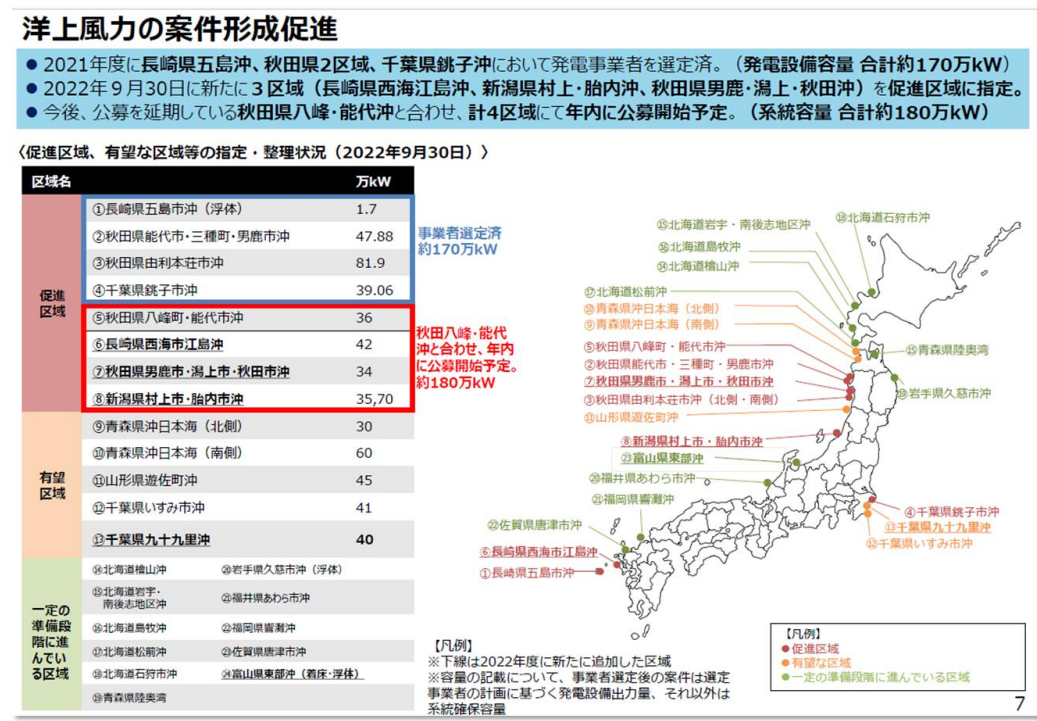 洋上風力の案件形成促進
● 2021年度に長崎県五島沖、秋田県2区域、千葉県銚子沖において発電事業者を選定済。（発電設備容量 合計約170万kW）
● 2022年９月30日に新たに３区域（長崎県西海江島沖、新潟県村上・胎内沖、秋田県男鹿・潟上・秋田沖）を促進区域に指定。
● 今後、公募を延期している秋田県八峰・能代沖と合わせ、計4区域にて年内に公募開始予定。（系統容量 合計約180万kW）
〈促進区域、有望な区域等の指定・整理状況（2022年9月30日）〉
区域名 万kW
促進
区域
①長崎県五島市沖（浮体） 1.7
②秋田県能代市・三種町・男鹿市沖 47.88
③秋田県由利本荘市沖 81.9
④千葉県銚子市沖 39.06
⑤秋田県八峰町・能代市沖 36
⑥長崎県西海市江島沖 42
⑦秋田県男鹿市・潟上市・秋田市沖 34
⑧新潟県村上市・胎内市沖 35,70
事業者選定済
約170万kW
秋田八峰・能代
沖と合わせ、年内
に公募開始予定。
約180万kW
有望
区域
⑨青森県沖日本海（北側） 30
⑩青森県沖日本海（南側） 60
⑪山形県遊佐町沖 45
⑫千葉県いすみ市沖 41
⑬千葉県九十九里沖 40
一定の
準備段
階に進
んでい
る区域
⑭北海道檜山沖 ⑳岩手県久慈市沖（浮体）
⑮北海道岩宇・
南後志地区沖 ㉑福井県あわら市沖
⑯北海道島牧沖 ㉒福岡県響灘沖
⑰北海道松前沖 ㉓佐賀県唐津市沖
⑱北海道石狩市沖 ㉔富山県東部沖（着床・浮体）
⑲青森県陸奥湾
⑮北海道岩宇・南後志地区沖
⑱北海道石狩市沖
⑯北海道島牧沖
⑭北海道檜山沖
⑰北海道松前沖
⑩青森県沖日本海（北側）
⑨青森県沖日本海（南側）
⑤秋田県八峰町・能代市沖
⑮青森県陸奥湾
②秋田県能代市・三種町・男鹿市沖
⑦秋田県男鹿市・潟上市・秋田市沖
③秋田県由利本荘市沖（北側・南側）
⑲岩手県久慈市沖
⑪山形県遊佐町沖
⑧新潟県村上市・胎内市沖
㉓富山県東部沖
⑳福井県あわら市沖
㉑福岡県響灘沖
④千葉県銚子市沖
⑬千葉県九十九里沖
⑫千葉県いすみ市沖
㉒佐賀県唐津市沖
⑥長崎県西海市江島沖
①長崎県五島市沖
【凡例】
※下線は2022年度に新たに追加した区域
※容量の記載について、事業者選定後の案件は選定
事業者の計画に基づく発電設備出力量、それ以外は
系統確保容量
【凡例】
●促進区域
●有望な区域
●一定の準備段階に進んでいる区域
7